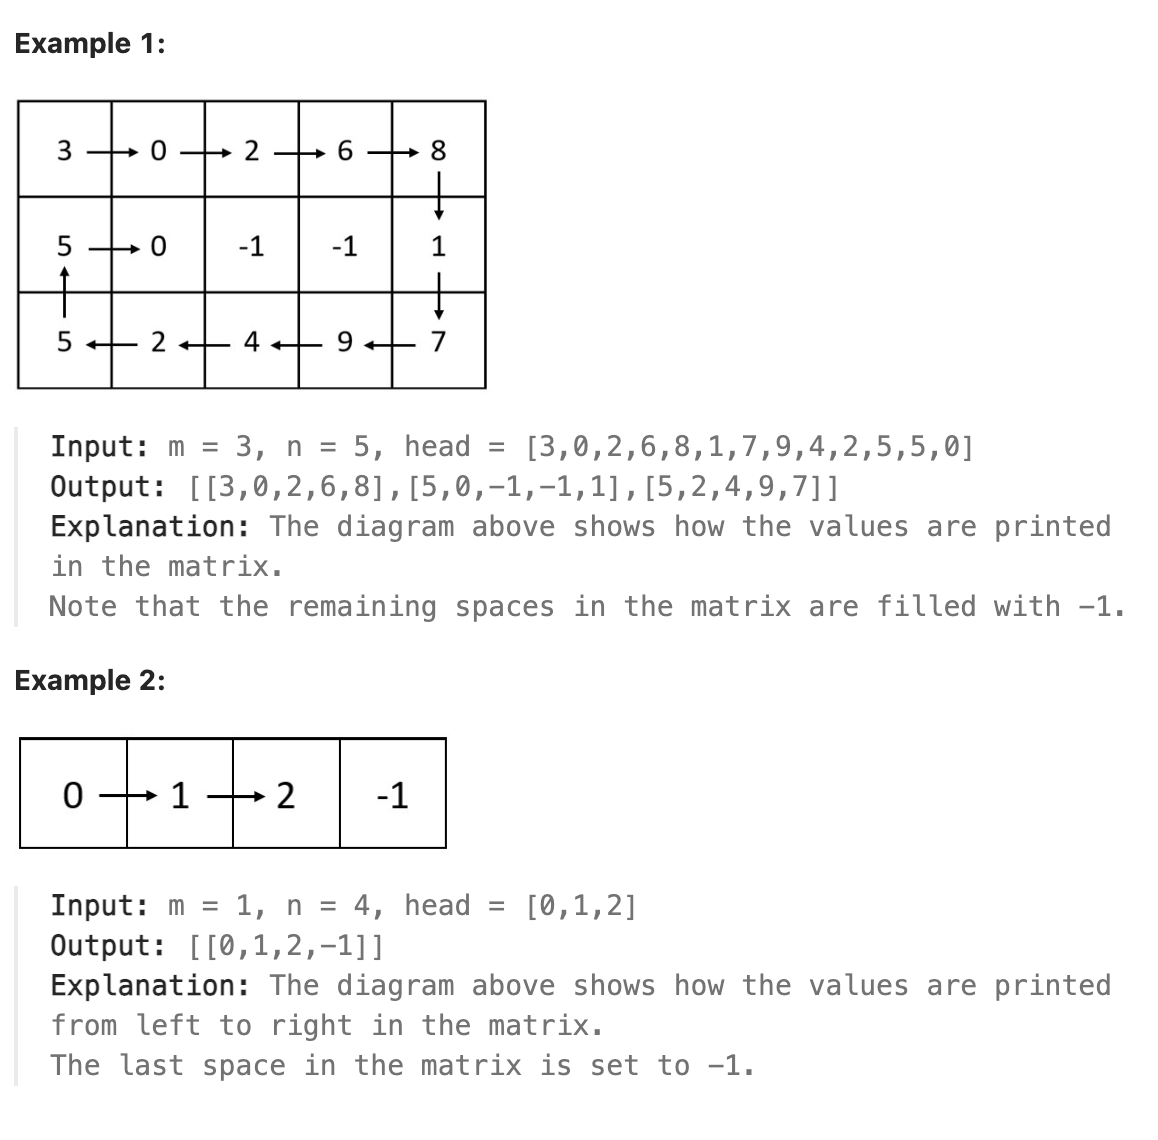 Example 1:
3 0 2 6 8
5 0 -1 -1 1
5 2 4 9 7
Input: m = 3, n = 5, head = [3,0,2,6,8,1,7,9,4,2,5,5,0]
Output: [[3,0,2,6,8],[5,0,-1,-1,1],[5,2,4,9,7]]
Explanation: The diagram above shows how the values are printed
in the matrix.
Note that the remaining spaces in the matrix are filled with -1.
Example 2:
0 1 2 -1
Input: m = 1, n = 4, head = [0,1,2]
Output: [[0,1,2,-1]]
Explanation: The diagram above shows how the values are printed
from left to right in the matrix.
The last space in the matrix is set to -1.